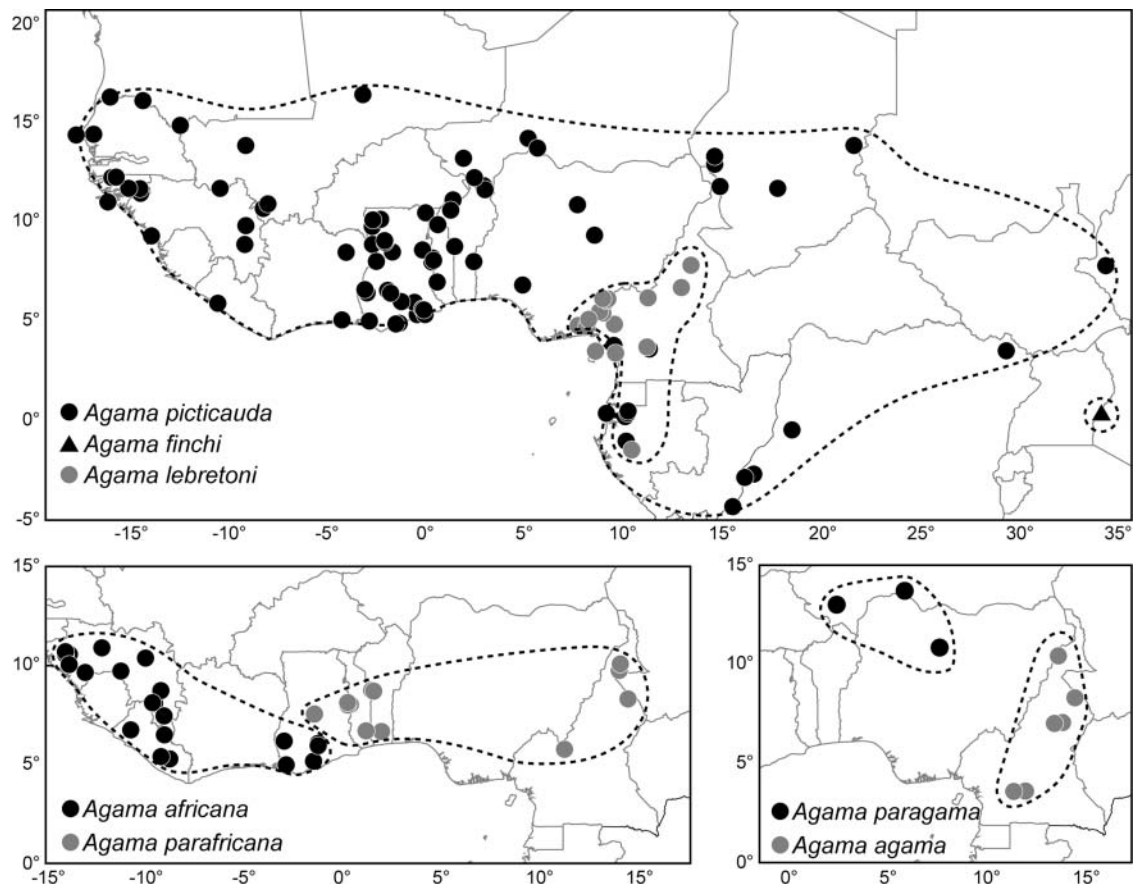 20°
15°
10°
5°
0°
-5°
Agama picticauda
Agama finchi
Agama lebretoni
-15° -10° -5° 0° 5° 10° 15° 20° 25° 30° 35°
15°
10°
5°
0°
Agama africana
Agama parafricana
-15° -10° -5° 0° 5° 10° 15°
15°
10°
5°
0°
Agama paragama
Agama agama
0° 5° 10° 15°